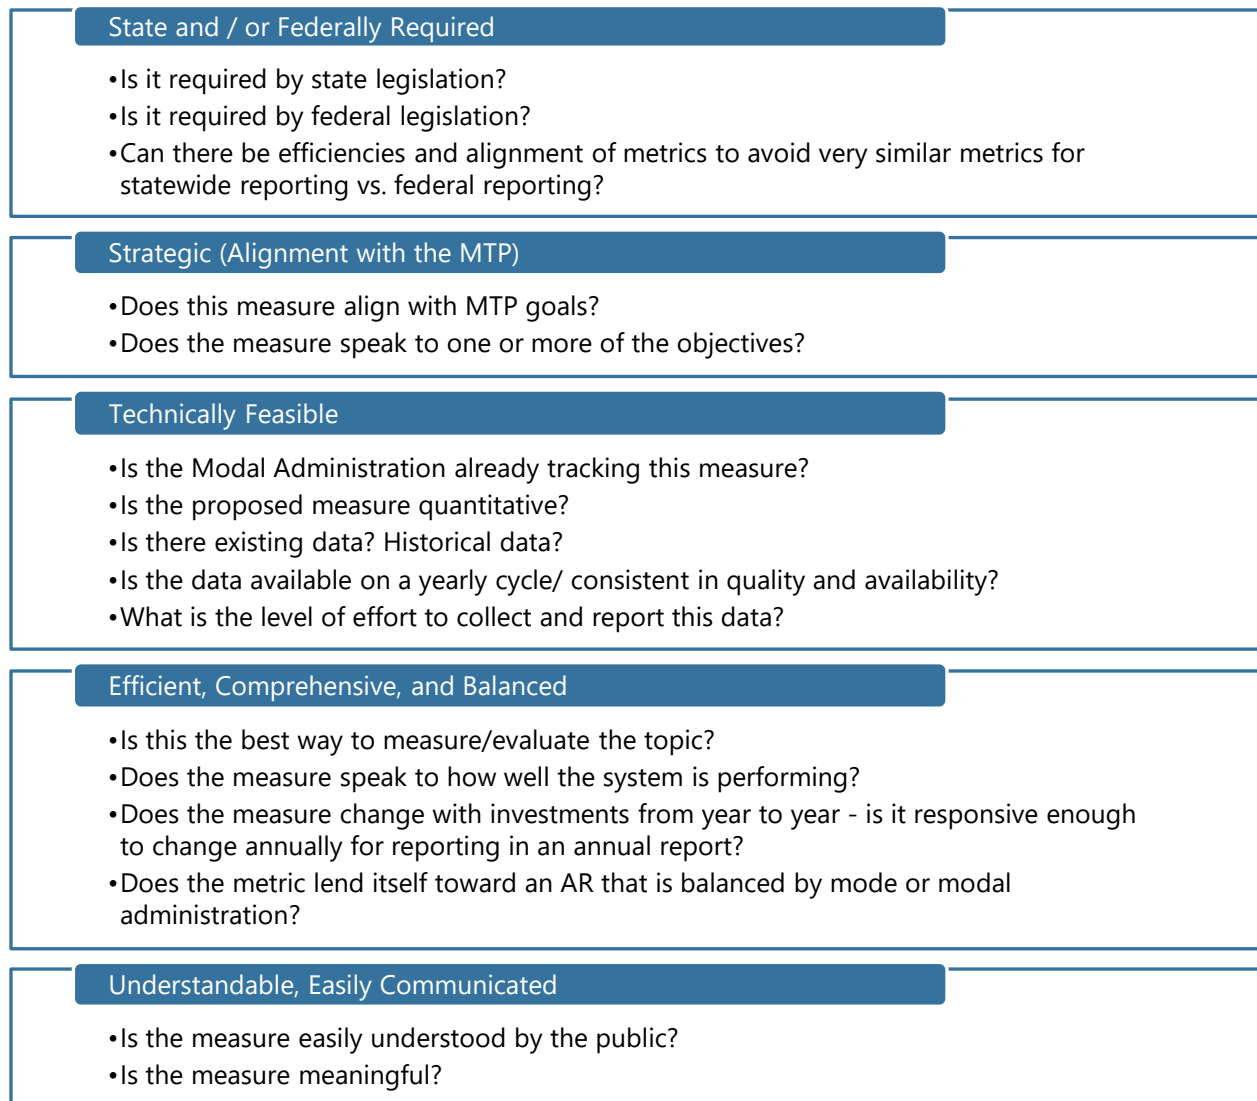 State and / or Federally Required
•Is it required by state legislation?
•Is it required by federal legislation?
•Can there be efficiencies and alignment of metrics to avoid very similar metrics for
statewide reporting vs. federal reporting?
Strategic (Alignment with the MTP)
•Does this measure align with MTP goals?
•Does the measure speak to one or more of the objectives?
Technically Feasible
•Is the Modal Administration already tracking this measure?
•Is the proposed measure quantitative?
•Is there existing data? Historical data?
•Is the data available on a yearly cycle/ consistent in quality and availability?
•What is the level of effort to collect and report this data?
Efficient, Comprehensive, and Balanced
•Is this the best way to measure/evaluate the topic?
•Does the measure speak to how well the system is performing?
•Does the measure change with investments from year to year - is it responsive enough
to change annually for reporting in an annual report?
•Does the metric lend itself toward an AR that is balanced by mode or modal
administration?
Understandable, Easily Communicated
•Is the measure easily understood by the public?
•Is the measure meaningful?